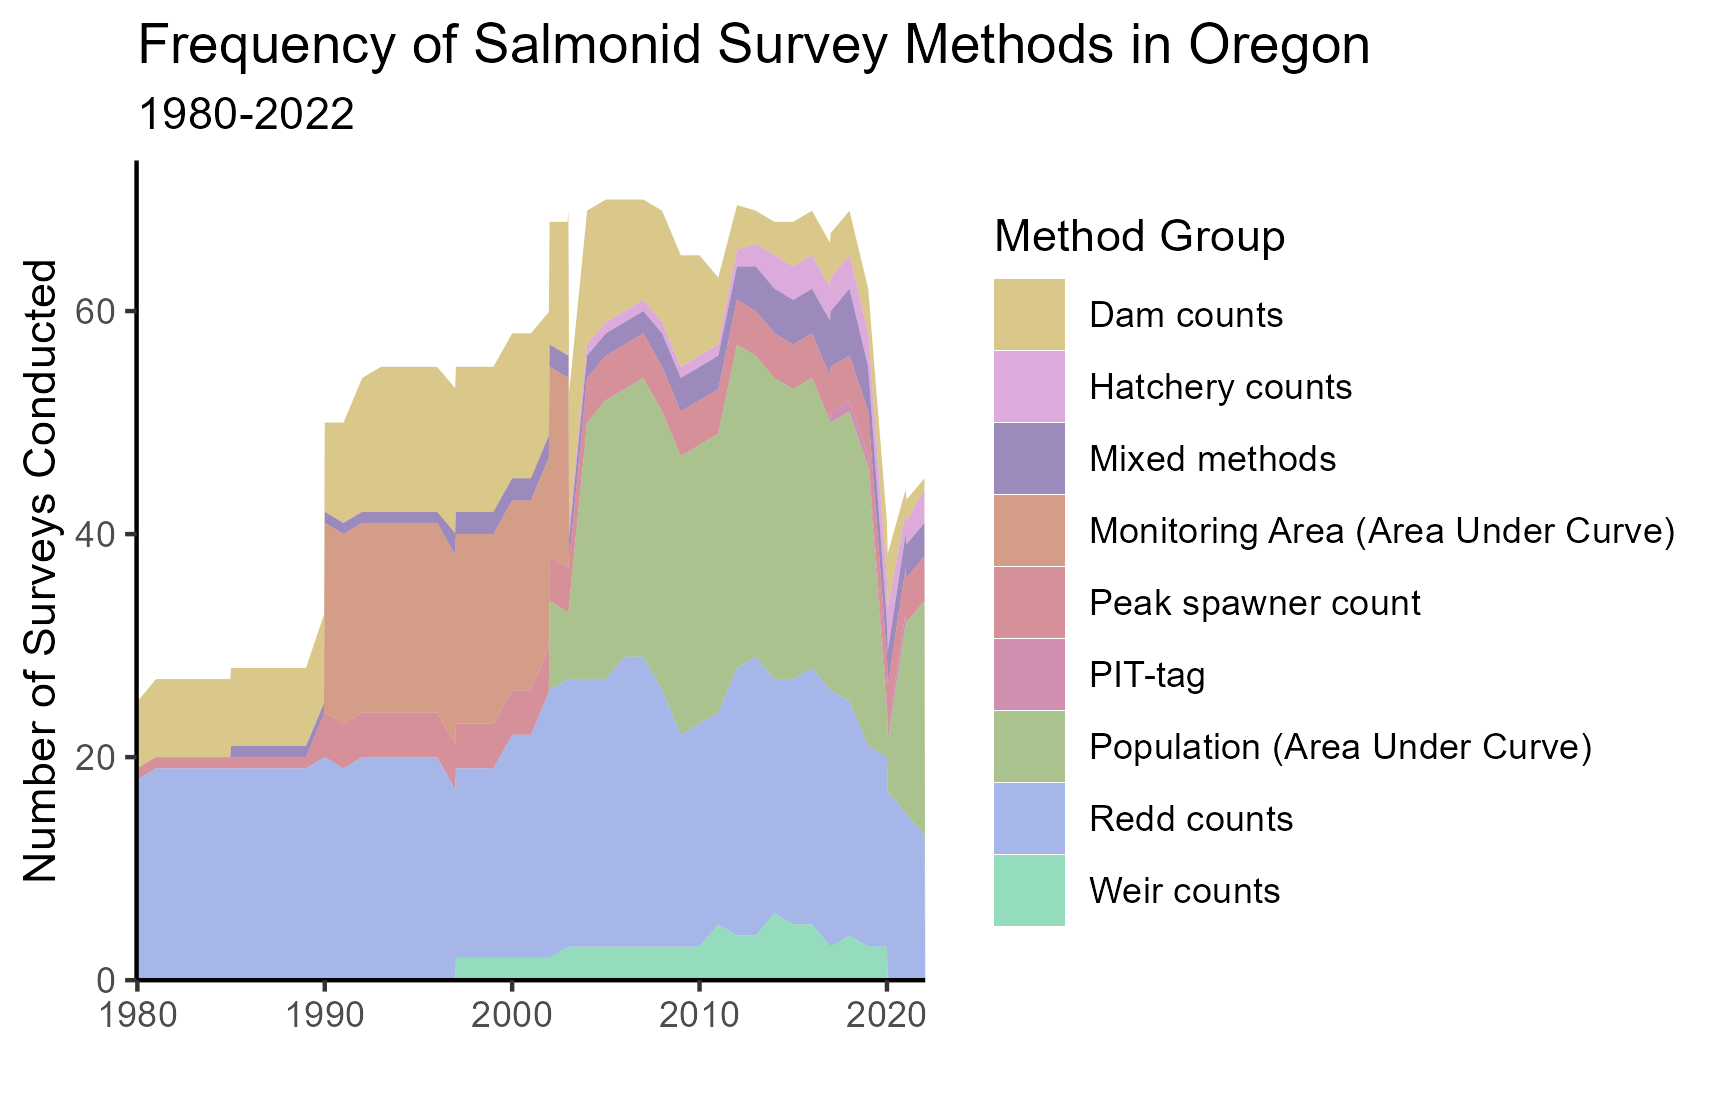 Frequency of Salmonid Survey Methods in Oregon
1980-2022
Number of Surveys Conducted
60
40
20
0
1980 1990 2000 2010 2020
Method Group
Dam counts
Hatchery counts
Mixed methods
Monitoring Area (Area Under Curve)
Peak spawner count
PIT-tag
Population (Area Under Curve)
Redd counts
Weir counts